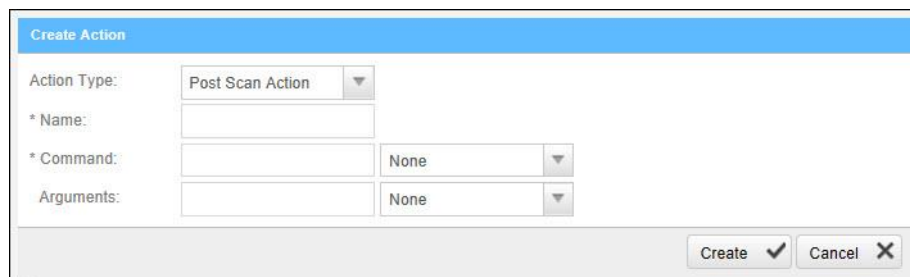 Create Action
Action Type: Post Scan Action
* Name:
* Command: None
Arguments: None
Create Cancel